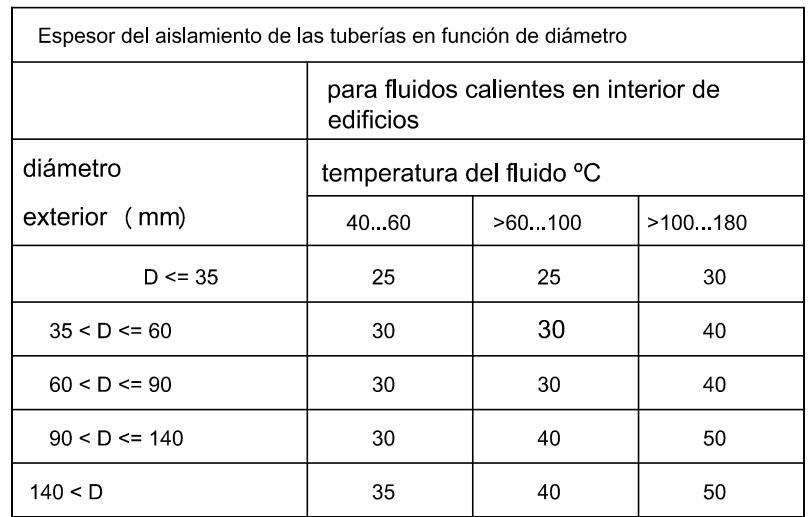 Espesor del aislamiento de las tuberías en función de diámetro
para fluidos calientes en interior de
edificios
diámetro
exterior ( mm)
temperatura del fluido ºC
40...60 >60...100 >100...180
D <= 35 25 25 30
35 < D <= 60 30 30 40
60 < D <= 90 30 30 40
90 < D <= 140 30 40 50
140 < D 35 40 50